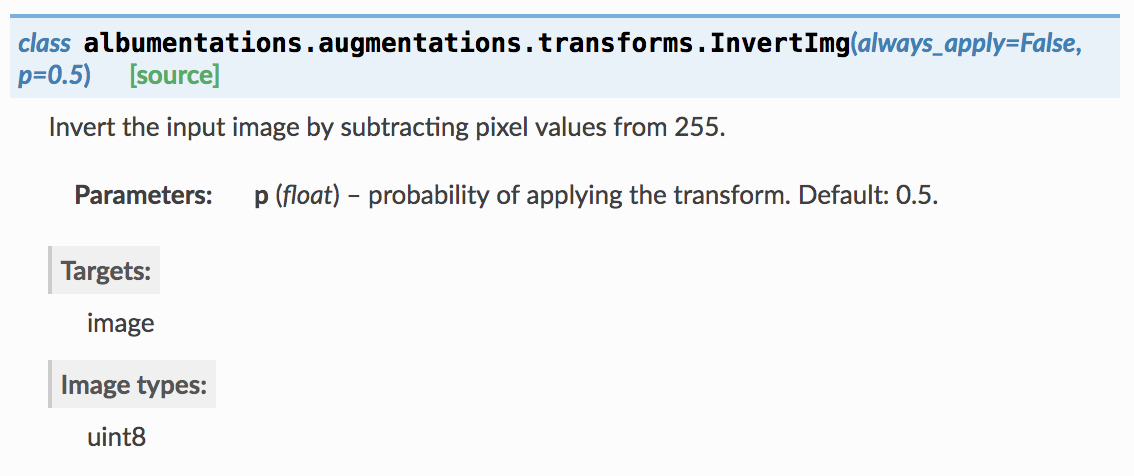 class albumentations.augmentations.transforms.InvertImg(always_apply=False,
p=0.5) [source]
Invert the input image by subtracting pixel values from 255.
Parameters: p (float) – probability of applying the transform. Default: 0.5.
Targets:
image
Image types:
uint8